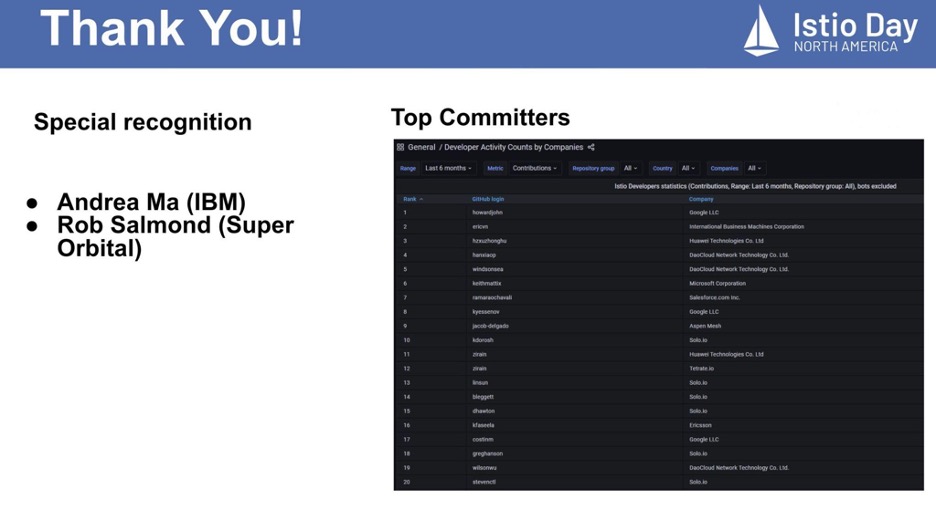 Thank You!
Istio Day
NORTH AMERICA
Special recognition
● Andrea Ma (IBM)
● Rob Salmond (Super
Orbital)
Top Committers
General / Developer Activity Counts by Companies
Range Last 6 months Metric Contributions Repository group All Country All Companies All
Istio Developers statistics (Contributions, Range: Last 6 months, Repository group: All), bots excluded
Rank GitHub login Company
1 howardjohn Google LLC
2 ericvn International Business Machines Corporation
3 hzxuzhonghu Huawei Technologies Co. Ltd
4 hanxiaop DaoCloud Network Technology Co. Ltd.
5 windsonsea DaoCloud Network Technology Co. Ltd.
6 keithmattix Microsoft Corporation
7 ramaraochavali Salesforce.com Inc.
8 kyessenov Google LLC
9 jacob-delgado Aspen Mesh
10 kdorosh Solo.io
11 zirain Huawei Technologies Co. Ltd
12 zirain Tetrate.io
13 linsun Solo.io
14 bleggett Solo.io
15 dhawton Solo.io
16 kfaseela Ericsson
17 costinm Google LLC
18 greghanson Solo.io
19 wilsonwu DaoCloud Network Technology Co. Ltd.
20 stevenctl Solo.io